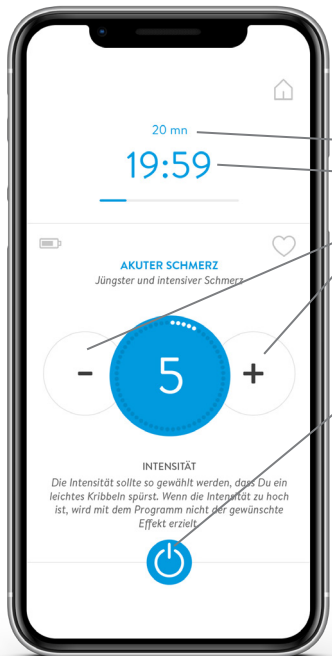 20 mn
19:59
AKUTER SCHMERZ
Jüngster und intensiver Schmerz
-
5
+
INTENSITÄT
Die Intensität sollte so gewählt werden, dass Du ein
leichtes Kribbeln spürst. Wenn die Intensität zu hoch
ist, wird mit dem Programm nicht der gewünschte
Effekt erzielt.